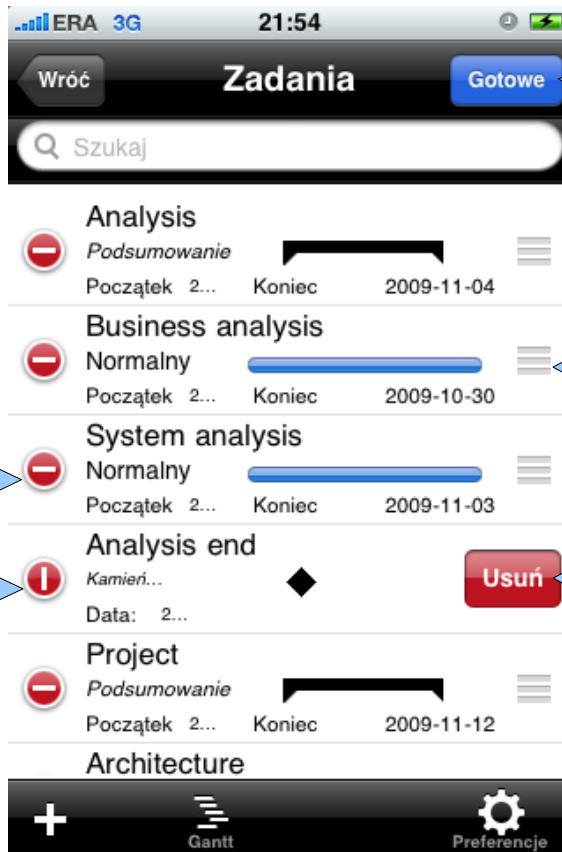 ERA 3G 21:54
Wróć Zadania Gotowe
Szukaj
Analysis
Podsumowanie
Początek 2... Koniec 2009-11-04
Business analysis
Normalny
Początek 2... Koniec 2009-10-30
System analysis
Normalny
Początek 2... Koniec 2009-11-03
Analysis end
Kamień...
Usuń
Data: 2...
Project
Podsumowanie
Początek 2... Koniec 2009-11-12
Architecture
Gantt Preferencje